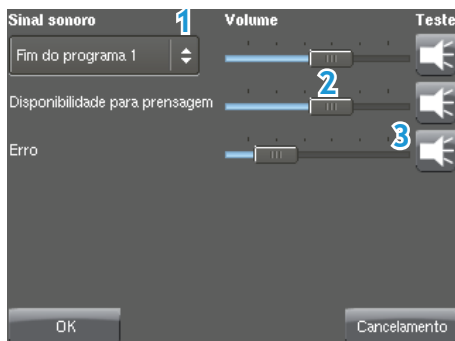 Sinal sonoro 1 Volume Teste
Fim do programa 1
Disponibilidade para prensagem 2
Erro 3
OK Cancelamento